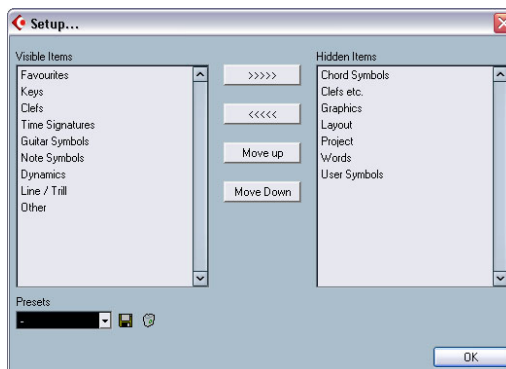 Setup...
Visible Items
Favourites
Keys
Clefs
Time Signatures
Guitar Symbols
Note Symbols
Dynamics
Line / Trill
Other
>>>>>
<<<<<
Move up
Move Down
Hidden Items
Chord Symbols
Clefs etc.
Graphics
Layout
Project
Words
User Symbols
Presets
-
OK